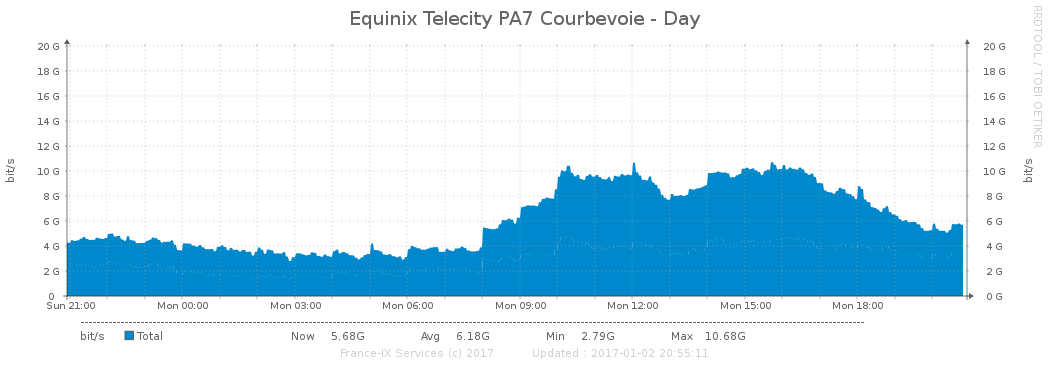 Equinix Telecity PA7 Courbevoie - Day
RRDTOOL / TOBI OETIKER
bit/s
bit/s
20 G 20 G
18 G 18 G
16 G 16 G
14 G 14 G
12 G 12 G
10 G 10 G
8 G 8 G
6 G 6 G
4 G 4 G
2 G 2 G
0 0 G
Sun 21:00 Mon 00:00 Mon 03:00 Mon 06:00 Mon 09:00 Mon 12:00 Mon 15:00 Mon 18:00
bit/s Total Now 5.68G Avg 6.18G Min 2.79G Max 10.68G
France-IX Services (c) 2017 Updated : 2017-01-02 20:55:11